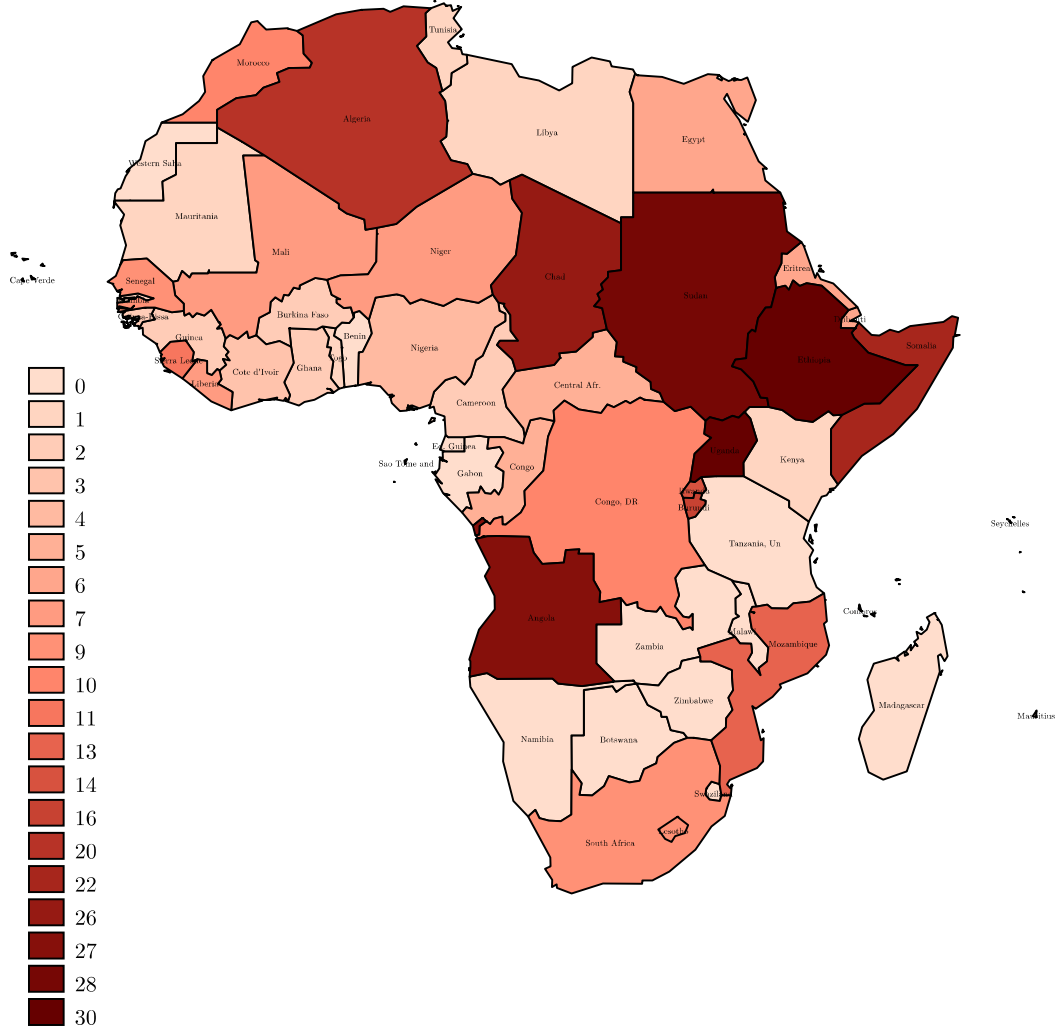 Tunisia
Morocco
Algeria
Libya
Egypt
Western Saha
Mauritania
Mali
Niger
Chad
Sudan
Eritrea
Cape Verde
Senegal
Burkina Faso
Guinea
Benin
Nigeria
Ghana
Togo
Cote d'Ivoir
Sierra Leone
Liberia
Somalia
Ethiopia
Djibouti
Central Afr.
Cameroon
Eq. Guinea
Sao Tome and
Gabon
Congo
Uganda
Kenya
Rwanda
Burundi
Congo, DR
Tanzania, Un
Seychelles
Comoros
Angola
Zambia
Malawi
Mozambique
Zimbabwe
Madagascar
Mauritius
Namibia
Botswana
Swaziland
Lesotho
South Africa
0
1
2
3
4
5
6
7
9
10
11
13
14
16
20
22
26
27
28
30